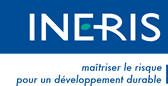 INERIS
maîtriser le risque
pour un développement durable